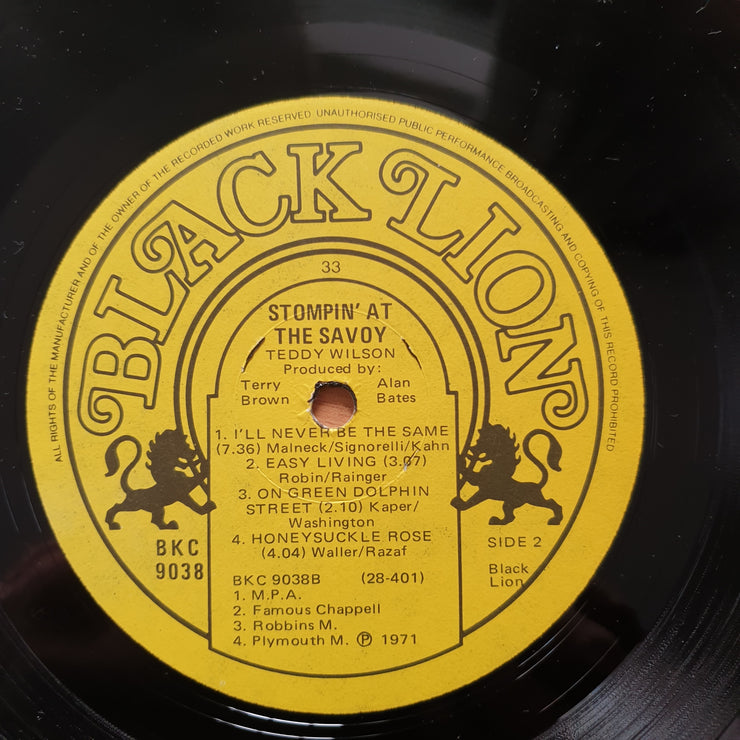 ALL RIGHTS OF THE MANUFACTURER AND OF THE OWNER OF THE RECORDED WORK RESERVED UNAUTHORISED PUBLIC PERFORMANCE BROADCASTING AND COPYING OF THIS RECORD PROHIBITED
BLACK LION
33
STOMPIN' AT
THE SAVOY
TEDDY WILSON
Produced by:
Terry Alan
Brown Bates
1. I'LL NEVER BE THE SAME
(7.36) Malneck/Signorelli/Kahn
2. EASY LIVING (3.07)
Robin/Rainger
3. ON GREEN DOLPHIN
STREET (2.10) Kaper/
Washington
4. HONEYSUCKLE ROSE
(4.04) Waller/Razaf
BKC
9038
SIDE 2
Black
Lion
BKC 9038B (28-401)
1. M.P.A.
2. Famous Chappell
3. Robbins M.
4. Plymouth M. Ⓟ 1971